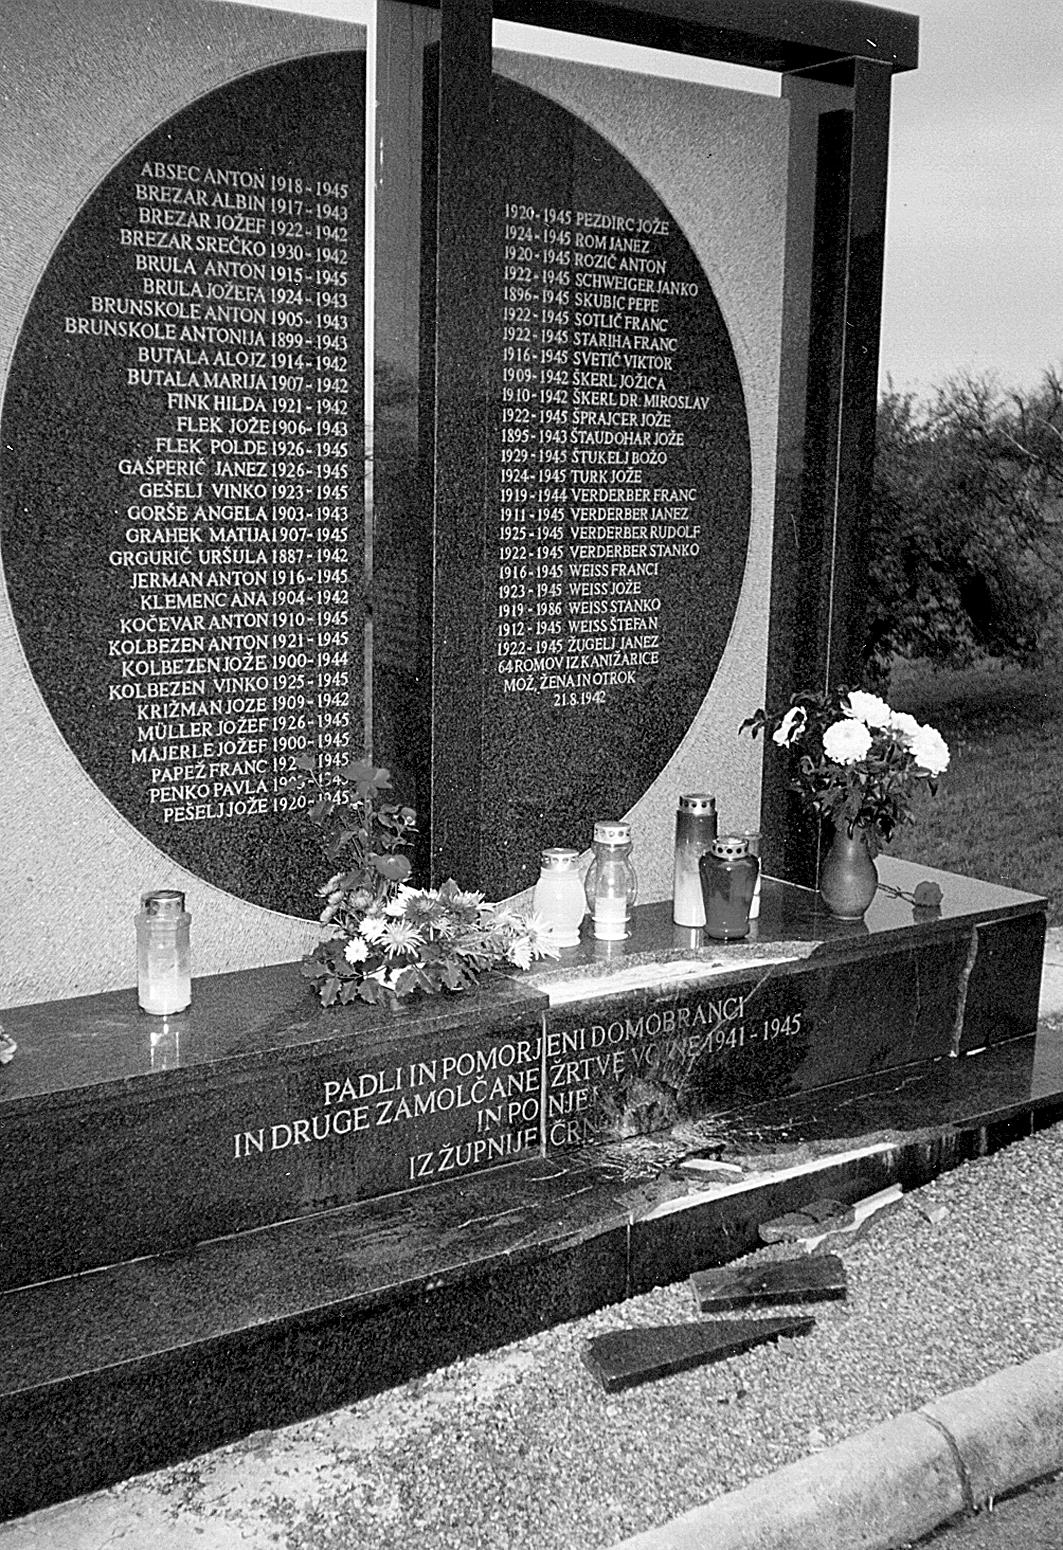 ABSEC ANTON 1918 - 1945
BREZAR ALBIN 1917 - 1943
BREZAR JOŽEF 1922 - 1942
BREZAR SREČKO 1930 - 1942
BRULA ANTON 1915 - 1945
BRULA JOŽEFA 1924 - 1943
BRUNSKOLE ANTON 1905 - 1943
BRUNSKOLE ANTONIJA 1899 - 1943
BUTALA ALOJZ 1914 - 1942
BUTALA MARIJA 1907 - 1942
FINK HILDA 1921 - 1942
FLEK JOŽE 1906 - 1943
FLEK POLDE 1926 - 1945
GAŠPERIČ JANEZ 1926 - 1945
GEŠELJ VINKO 1923 - 1945
GORŠE ANGELA 1903 - 1943
GRAHEK MATIJA 1907 - 1945
GRGURIČ URŠULA 1887 - 1942
JERMAN ANTON 1916 - 1945
KLEMENC ANA 1904 - 1942
KOČEVAR ANTON 1910 - 1945
KOLBEZEN ANTON 1921 - 1945
KOLBEZEN JOŽE 1900 - 1944
KOLBEZEN VINKO 1925 - 1945
KRIŽMAN JOŽE 1909 - 1942
MÜLLER JOŽEF 1926 - 1945
MAJERLE JOŽEF 1900 - 1945
PAPEŽ FRANC - 1945
PENKO PAVLA
PEŠELJ JOŽE 1920 - 1945
1920 - 1945 PEZDIRC JOŽE
1924 - 1945 ROM JANEZ
1920 - 1945 ROZIČ ANTON
1922 - 1945 SCHWEIGER JANKO
1896 - 1945 SKUBIC PEPE
1922 - 1945 SOTLIČ FRANC
1922 - 1945 STARIHA FRANC
1916 - 1945 SVETIČ VIKTOR
1909 - 1942 ŠKERL JOŽICA
1910 - 1942 ŠKERL DR. MIROSLAV
1922 - 1945 ŠPRAJCER JOŽE
1895 - 1943 ŠTAUDOHAR JOŽE
1929 - 1945 ŠTUKELJ BOŽO
1924 - 1945 TURK JOŽE
1919 - 1944 VERDERBER FRANC
1911 - 1945 VERDERBER JANEZ
1925 - 1945 VERDERBER RUDOLF
1922 - 1945 VERDERBER STANKO
1916 - 1945 WEISS FRANCI
1923 - 1945 WEISS JOŽE
1919 - 1986 WEISS STANKO
1912 - 1945 WEISS ŠTEFAN
1922 - 1945 ŽUGELJ JANEZ
64 ROMOV IZ KANIŽARICE
MOŽ, ŽENA IN OTROK
21.8.1942
PADLI IN POMORJENI DOMOBRANCI
IN DRUGE ZAMOLČANE ŽRTVE VOJNE 1941 - 1945
IN PO NJEJ
IZ ŽUPNIJE